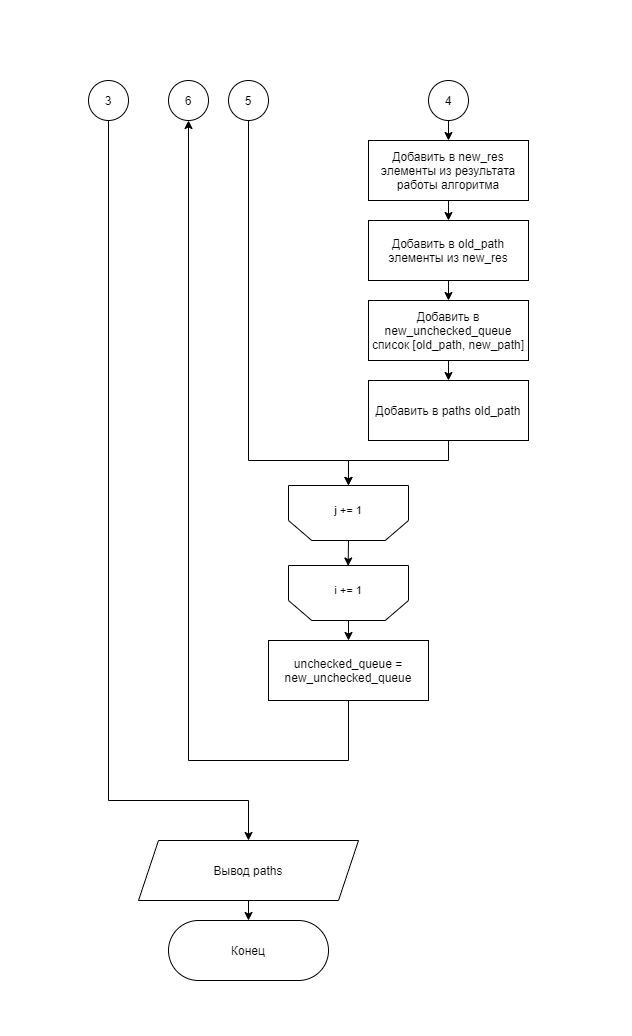 3
6
5
4
Добавить в new_res
элементы из результата
работы алгоритма
Добавить в old_path
элементы из new_res
Добавить в
new_unchecked_queue
список [old_path, new_path]
Добавить в paths old_path
j += 1
i += 1
unchecked_queue =
new_unchecked_queue
Вывод paths
Конец